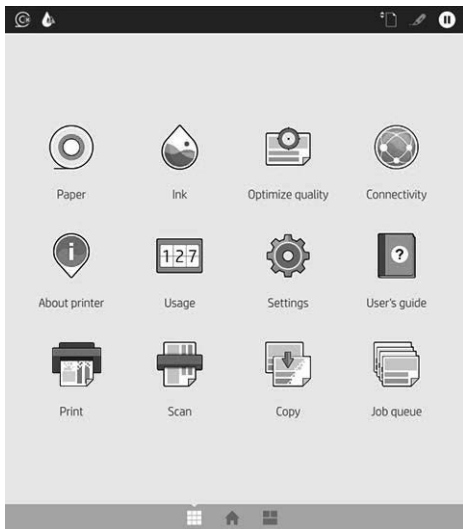 Paper Ink Optimize quality Connectivity
127
About printer Usage Settings User's guide
Print Scan Copy Job queue